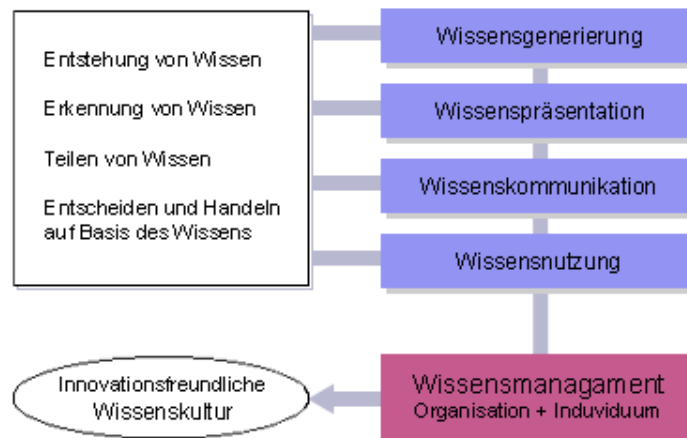 Entstehung von Wissen
Erkennung von Wissen
Teilen von Wissen
Entscheiden und Handeln
auf Basis des Wissens
Wissensgenerierung
Wissenspräsentation
Wissenskommunikation
Wissensnutzung
Innovationsfreundliche
Wissenskultur
Wissensmanagament
Organisation + Induviduum